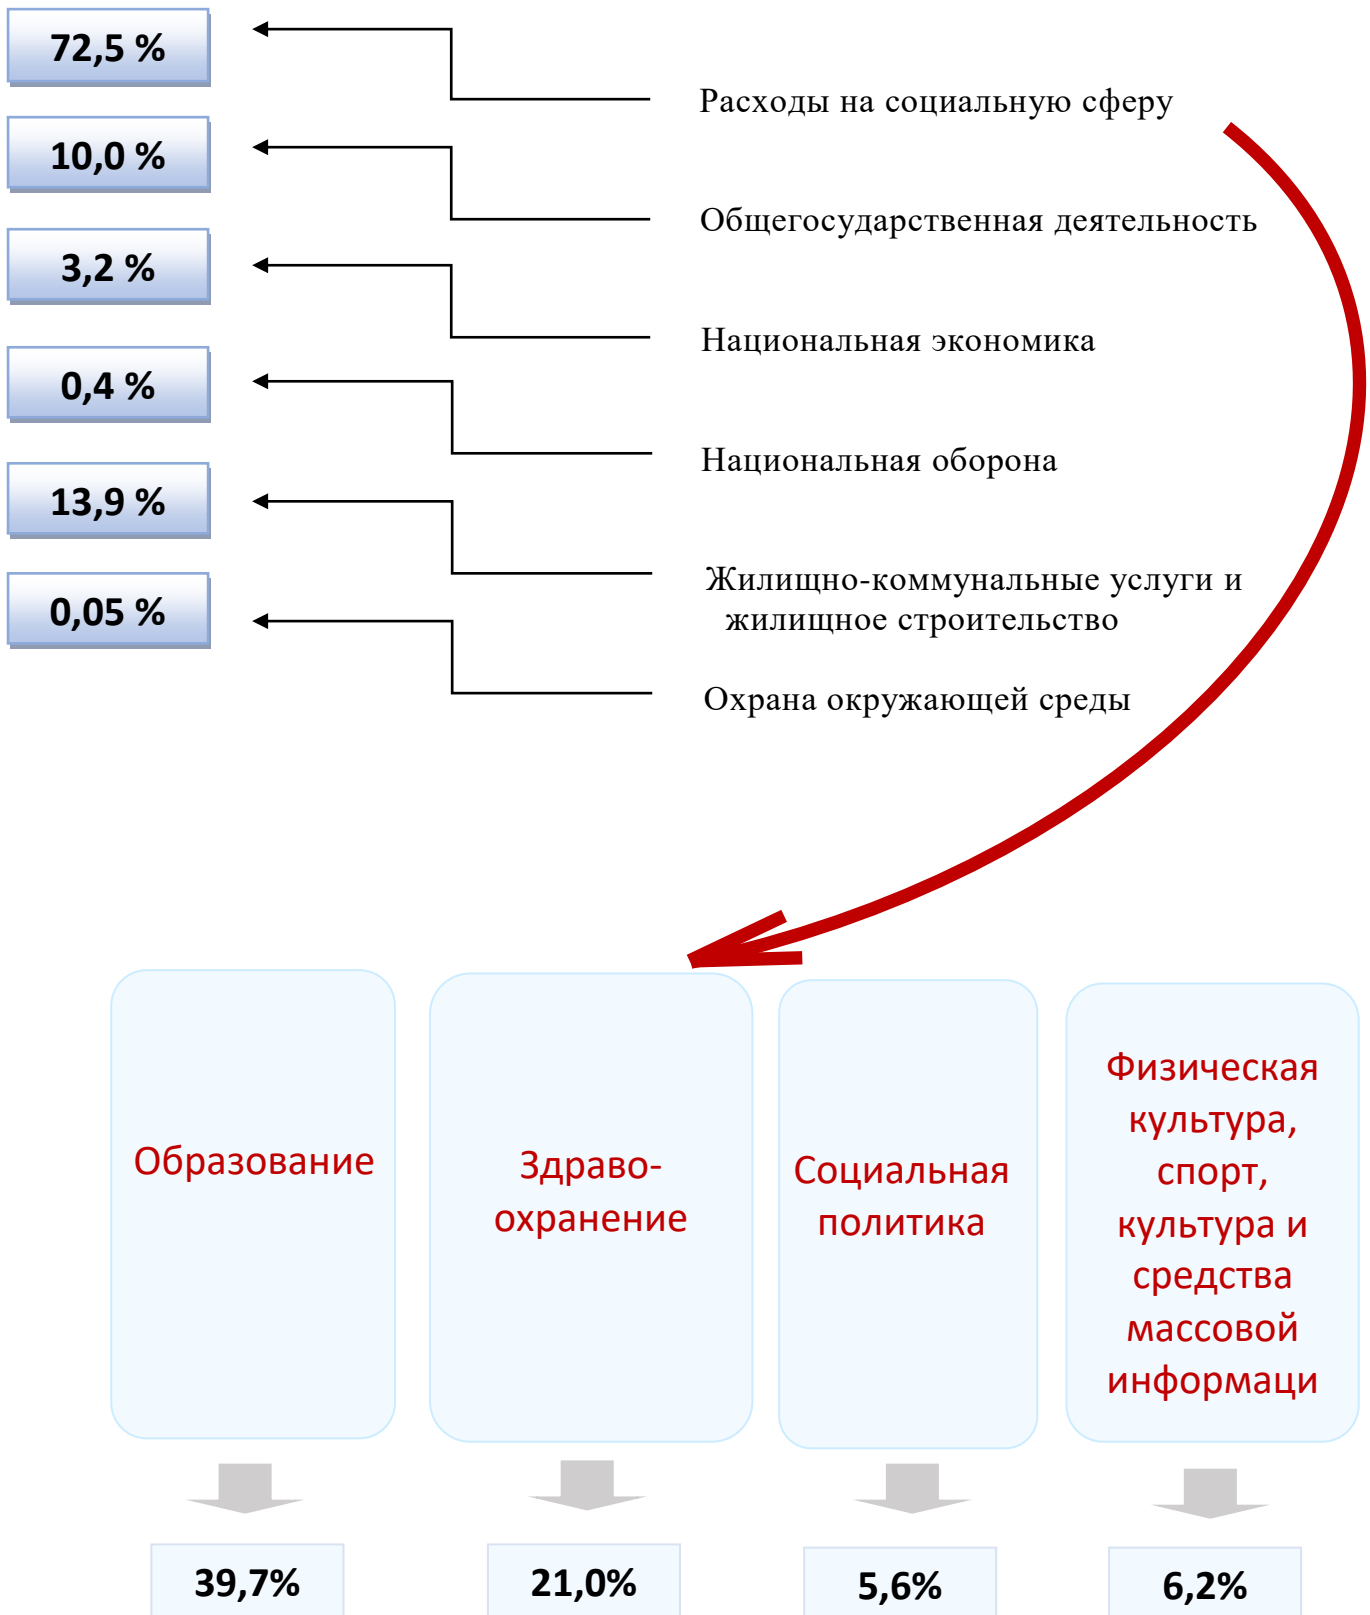 72,5 %
Расходы на социальную сферу
10,0 %
Общегосударственная деятельность
3,2 %
Национальная экономика
0,4 %
Национальная оборона
13,9 %
Жилищно-коммунальные услуги и
жилищное строительство
0,05 %
Охрана окружающей среды
Образование
Здраво-
охранение
Социальная
политика
Физическая
культура,
спорт,
культура и
средства
массовой
информаци
39,7%
21,0%
5,6%
6,2%